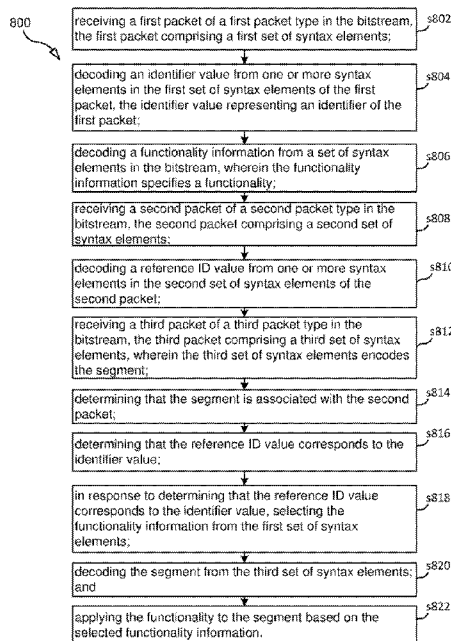 800
receiving a first packet of a first packet type in the bitstream,
the first packet comprising a first set of syntax elements;
s802
decoding an identifier value from one or more syntax
elements in the first set of syntax elements of the first
packet, the identifier value representing an identifier of the
first packet;
s804
decoding a functionality information from a set of syntax
elements in the bitstream, wherein the functionality
information specifies a functionality;
s806
receiving a second packet of a second packet type in the
bitstream, the second packet comprising a second set of
syntax elements;
s808
decoding a reference ID value from one or more syntax
elements in the second set of syntax elements of the
second packet;
s810
receiving a third packet of a third packet type in the
bitstream, the third packet comprising a third set of syntax
elements, wherein the third set of syntax elements encodes
the segment;
s812
determining that the segment is associated with the second
packet;
s814
determining that the reference ID value corresponds to the
identifier value;
s816
in response to determining that the reference ID value
corresponds to the identifier value, selecting the
functionality information from the first set of syntax
elements;
s818
decoding the segment from the third set of syntax elements;
and
s820
applying the functionality to the segment based on the
selected functionality information.
s822